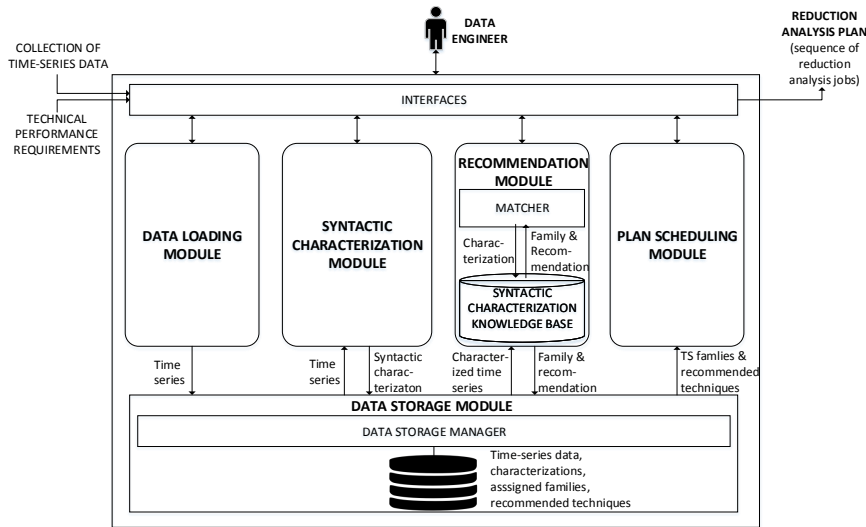 DATA
ENGINEER
REDUCTION
ANALYSIS PLAN
(sequence of
reduction
analysis jobs)
COLLECTION OF
TIME-SERIES DATA
TECHNICAL
PERFORMANCE
REQUIREMENTS
INTERFACES
DATA LOADING
MODULE
SYNTACTIC
CHARACTERIZATION
MODULE
RECOMMENDATION
MODULE
MATCHER
Charac-
terization
Family &
Recom-
mendation
SYNTACTIC
CHARACTERIZATION
KNOWLEDGE BASE
PLAN SCHEDULING
MODULE
Time
series
Time
series
Syntactic
charac-
terizaton
Character-
ized time
series
Family &
recom-
mendation
TS famlies &
recommended
techniques
DATA STORAGE MODULE
DATA STORAGE MANAGER
Time-series data,
characterizations,
asssigned families,
recommended techniques